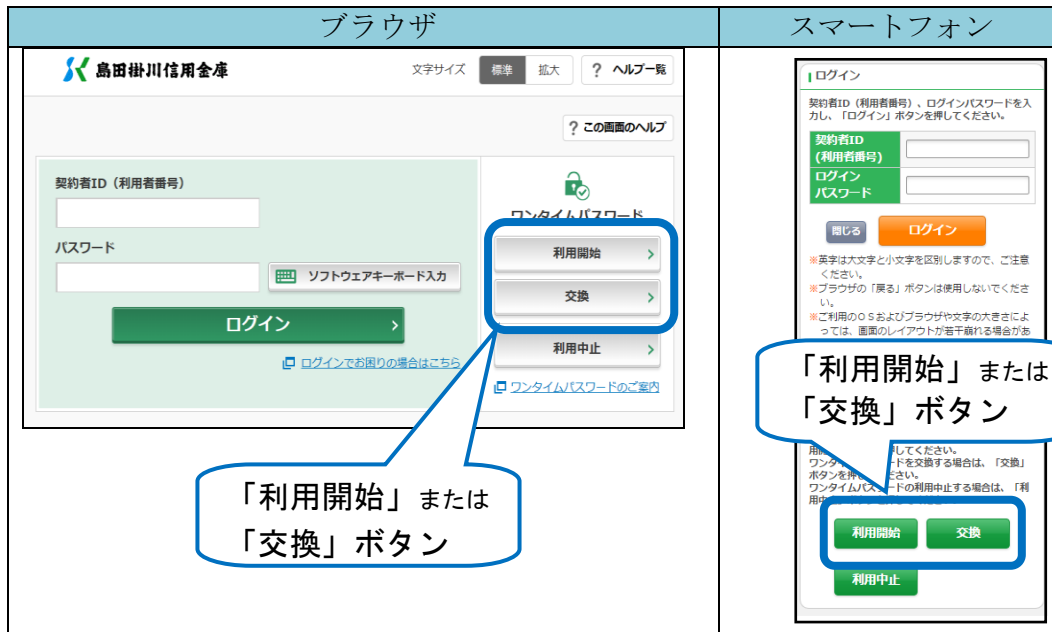 ブラウザ
島田掛川信用金庫
文字サイズ 標準 拡大 ? ヘルプ一覧
? この画面のヘルプ
契約者ID（利用者番号）
パスワード
ソフトウェアキーボード入力
ログイン
ログインでお困りの場合はこちら
ワンタイムパスワード
利用開始
交換
利用中止
ワンタイムパスワードのご案内
「利用開始」または
「交換」ボタン
スマートフォン
ログイン
契約者ID（利用者番号）、ログインパスワードを入
力し、「ログイン」ボタンを押してください。
契約者ID
(利用者番号)
ログイン
パスワード
閉じる ログイン
※英字は大文字と小文字を区別しますので、ご注意
ください。
※ブラウザの「戻る」ボタンは使用しないでくださ
い。
※ご利用のＯＳおよびブラウザや文字の大きさによ
っては、画面のレイアウトが若干崩れる場合があ
「利用開始」または
「交換」ボタン
してください。
ワンタ ードを交換する場合は、「交換」
ボタンを押 ださい。
ワンタイムパス ードの利用中止する場合は、「利
用中
利用開始 交換
利用中止